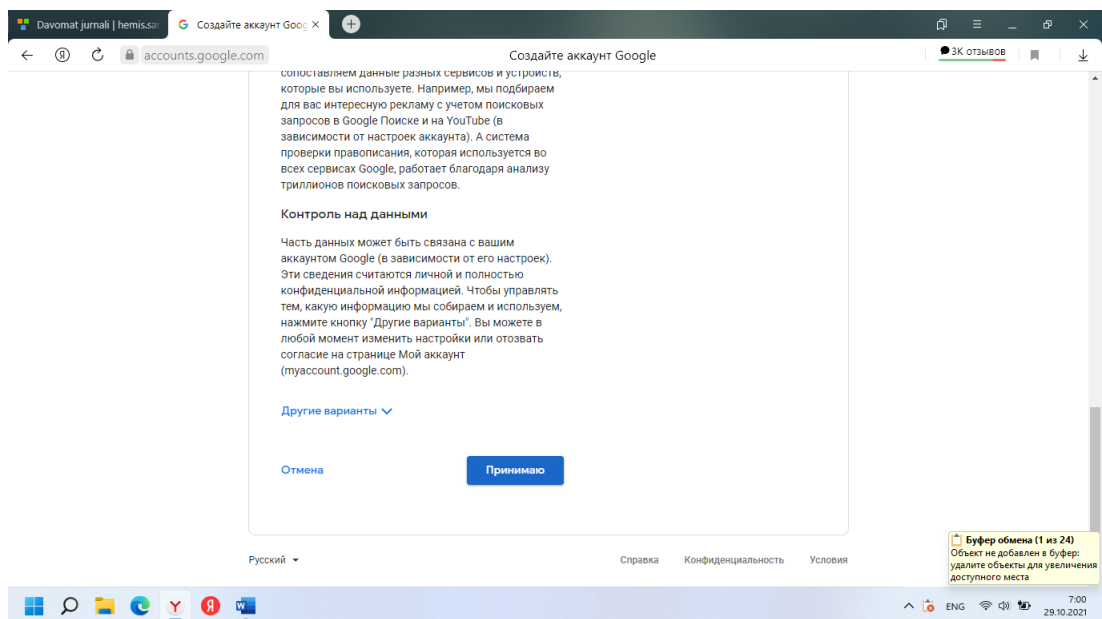 Davomat jurnali | hemis.sar
Создайте аккаунт Goog
accounts.google.com
Создайте аккаунт Google
3K отзывов
сопоставляем данные разных сервисов и устройств,
которые вы используете. Например, мы подбираем
для вас интересную рекламу с учетом поисковых
запросов в Google Поиске и на YouTube (в
зависимости от настроек аккаунта). А система
проверки правописания, которая используется во
всех сервисах Google, работает благодаря анализу
триллионов поисковых запросов.
Контроль над данными
Часть данных может быть связана с вашим
аккаунтом Google (в зависимости от его настроек).
Эти сведения считаются личной и полностью
конфиденциальной информацией. Чтобы управлять
тем, какую информацию мы собираем и используем,
нажмите кнопку "Другие варианты". Вы можете в
любой момент изменить настройки или отозвать
согласие на странице Мой аккаунт
(myaccount.google.com).
Другие варианты
Отмена
Принимаю
Русский
Справка Конфиденциальность Условия
Буфер обмена (1 из 24)
Объект не добавлен в буфер:
удалите объекты для увеличения
доступного места
ENG
7:00
29.10.2021